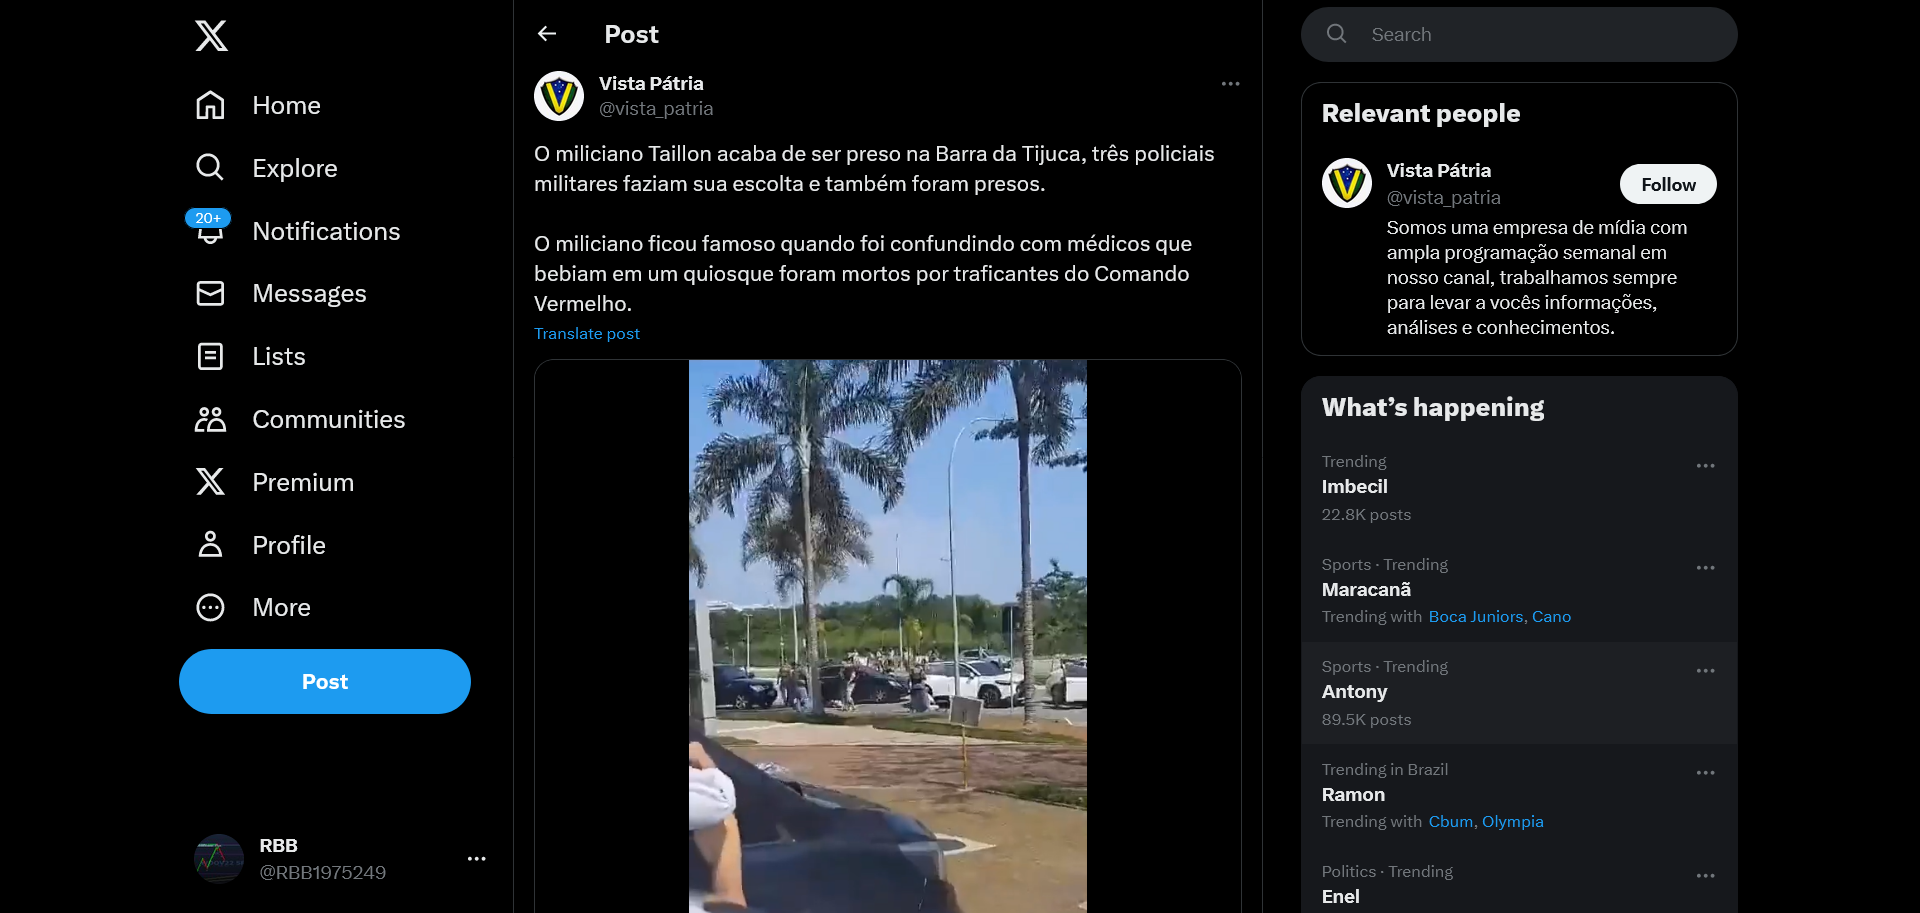 Home
Explore
20+
Notifications
Messages
Lists
Communities
Premium
Profile
More
Post
RBB
@RBB1975249
Post
Vista Pátria
@vista_patria
O miliciano Taillon acaba de ser preso na Barra da Tijuca, três policiais
militares faziam sua escolta e também foram presos.
O miliciano ficou famoso quando foi confundindo com médicos que
bebiam em um quiosque foram mortos por traficantes do Comando
Vermelho.
Translate post
Search
Relevant people
Vista Pátria
@vista_patria
Follow
Somos uma empresa de mídia com
ampla programação semanal em
nosso canal, trabalhamos sempre
para levar a vocês informações,
análises e conhecimentos.
What's happening
Trending
Imbecil
22.8K posts
Sports · Trending
Maracanã
Trending with Boca Juniors, Cano
Sports · Trending
Antony
89.5K posts
Trending in Brazil
Ramon
Trending with Cbum, Olympia
Politics · Trending
Enel